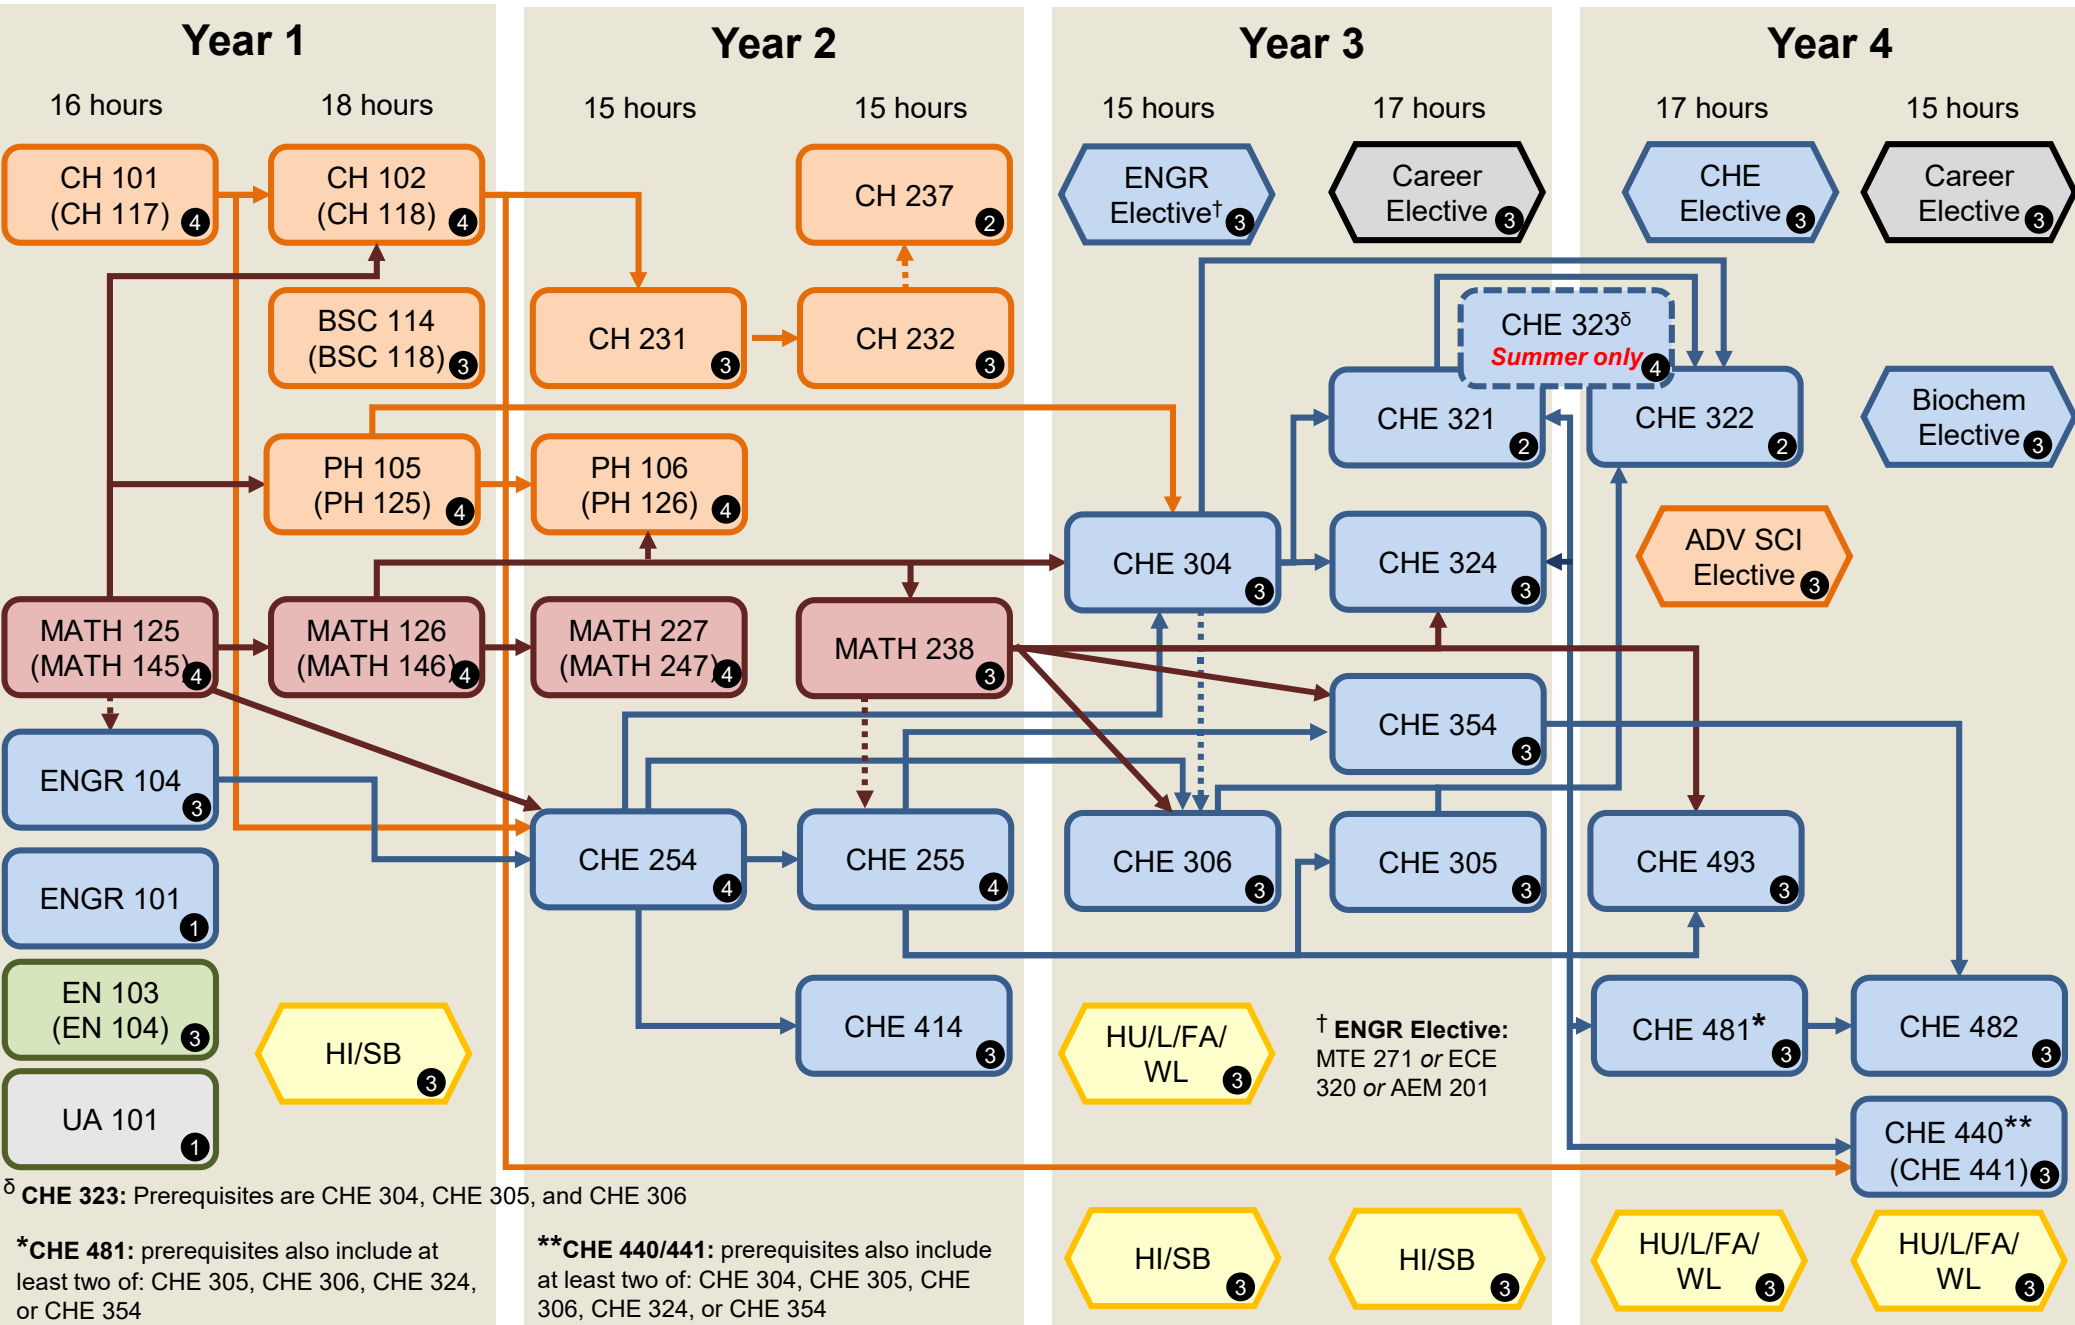 Year 1
16 hours
18 hours
CH 101
(CH 117)
4
CH 102
(CH 118)
4
BSC 114
(BSC 118)
3
PH 105
(PH 125)
4
MATH 125
(MATH 145)
4
MATH 126
(MATH 146)
4
ENGR 104
3
ENGR 101
1
EN 103
(EN 104)
3
HI/SB
3
UA 101
1
Year 2
15 hours
15 hours
CH 237
2
CH 231
3
CH 232
3
PH 106
(PH 126)
4
MATH 227
(MATH 247)
4
MATH 238
3
CHE 254
4
CHE 255
4
CHE 414
3
Year 3
15 hours
17 hours
ENGR
Elective†
3
Career
Elective
3
CHE 323δ
Summer only
4
CHE 321
2
CHE 304
3
CHE 324
3
CHE 354
3
CHE 306
3
CHE 305
3
HU/L/FA/
WL
3
† ENGR Elective:
MTE 271 or ECE
320 or AEM 201
HI/SB
3
HI/SB
3
Year 4
17 hours
15 hours
CHE
Elective
3
Career
Elective
3
CHE 322
2
Biochem
Elective
3
ADV SCI
Elective
3
CHE 493
3
CHE 481*
3
CHE 482
3
CHE 440**
(CHE 441)
3
HU/L/FA/
WL
3
HU/L/FA/
WL
3
δ CHE 323: Prerequisites are CHE 304, CHE 305, and CHE 306
*CHE 481: prerequisites also include at
least two of: CHE 305, CHE 306, CHE 324,
or CHE 354
**CHE 440/441: prerequisites also include
at least two of: CHE 304, CHE 305, CHE
306, CHE 324, or CHE 354